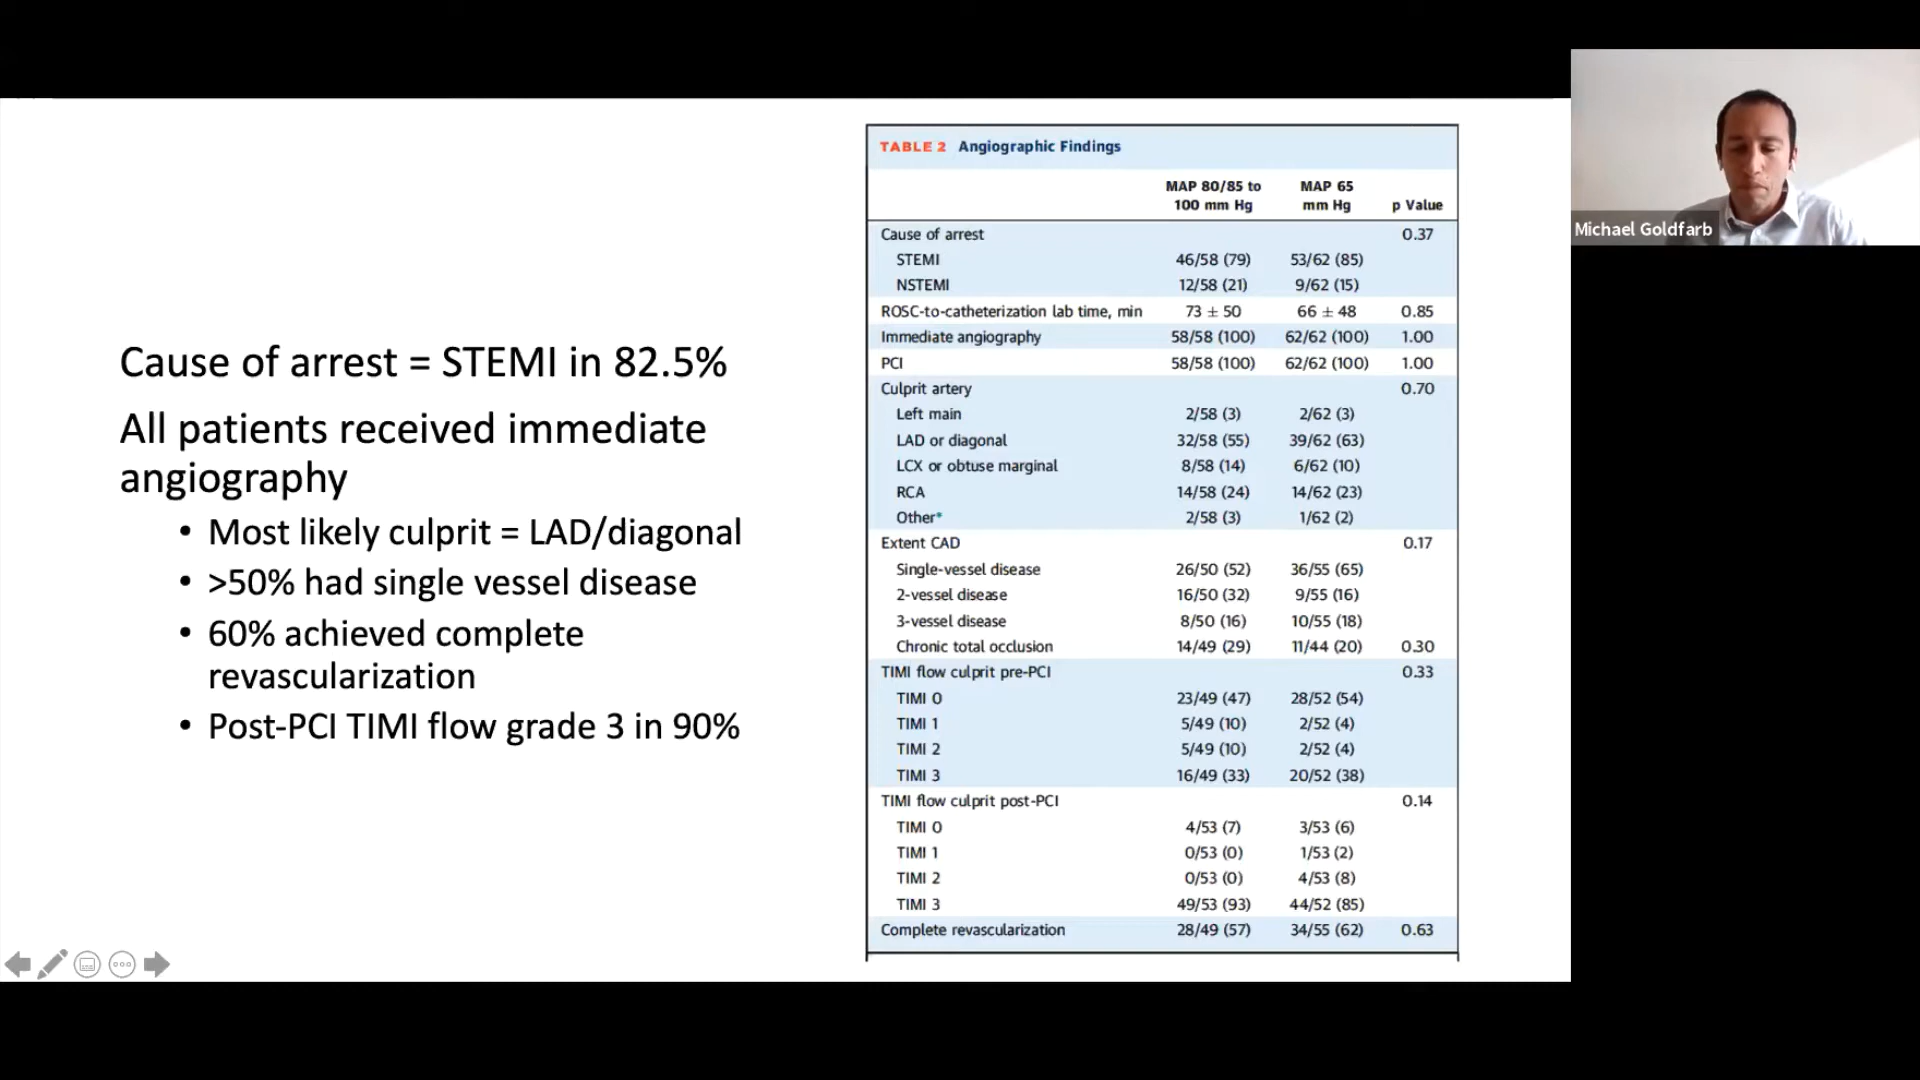 Cause of arrest = STEMI in 82.5%
All patients received immediate
angiography
• Most likely culprit = LAD/diagonal
• >50% had single vessel disease
• 60% achieved complete
revascularization
• Post-PCI TIMI flow grade 3 in 90%
TABLE 2 Angiographic Findings
MAP 80/85 to MAP 65
100 mm Hg mm Hg p Value
Cause of arrest 0.37
STEMI 46/58 (79) 53/62 (85)
NSTEMI 12/58 (21) 9/62 (15)
ROSC-to-catheterization lab time, min 73 ± 50 66 ± 48 0.85
Immediate angiography 58/58 (100) 62/62 (100) 1.00
PCI 58/58 (100) 62/62 (100) 1.00
Culprit artery 0.70
Left main 2/58 (3) 2/62 (3)
LAD or diagonal 32/58 (55) 39/62 (63)
LCX or obtuse marginal 8/58 (14) 6/62 (10)
RCA 14/58 (24) 14/62 (23)
Other* 2/58 (3) 1/62 (2)
Extent CAD 0.17
Single-vessel disease 26/50 (52) 36/55 (65)
2-vessel disease 16/50 (32) 9/55 (16)
3-vessel disease 8/50 (16) 10/55 (18)
Chronic total occlusion 14/49 (29) 11/44 (20) 0.30
TIMI flow culprit pre-PCI 0.33
TIMI 0 23/49 (47) 28/52 (54)
TIMI 1 5/49 (10) 2/52 (4)
TIMI 2 5/49 (10) 2/52 (4)
TIMI 3 16/49 (33) 20/52 (38)
TIMI flow culprit post-PCI 0.14
TIMI 0 4/53 (7) 3/53 (6)
TIMI 1 0/53 (0) 1/53 (2)
TIMI 2 0/53 (0) 4/53 (8)
TIMI 3 49/53 (93) 44/52 (85)
Complete revascularization 28/49 (57) 34/55 (62) 0.63
Michael Goldfarb